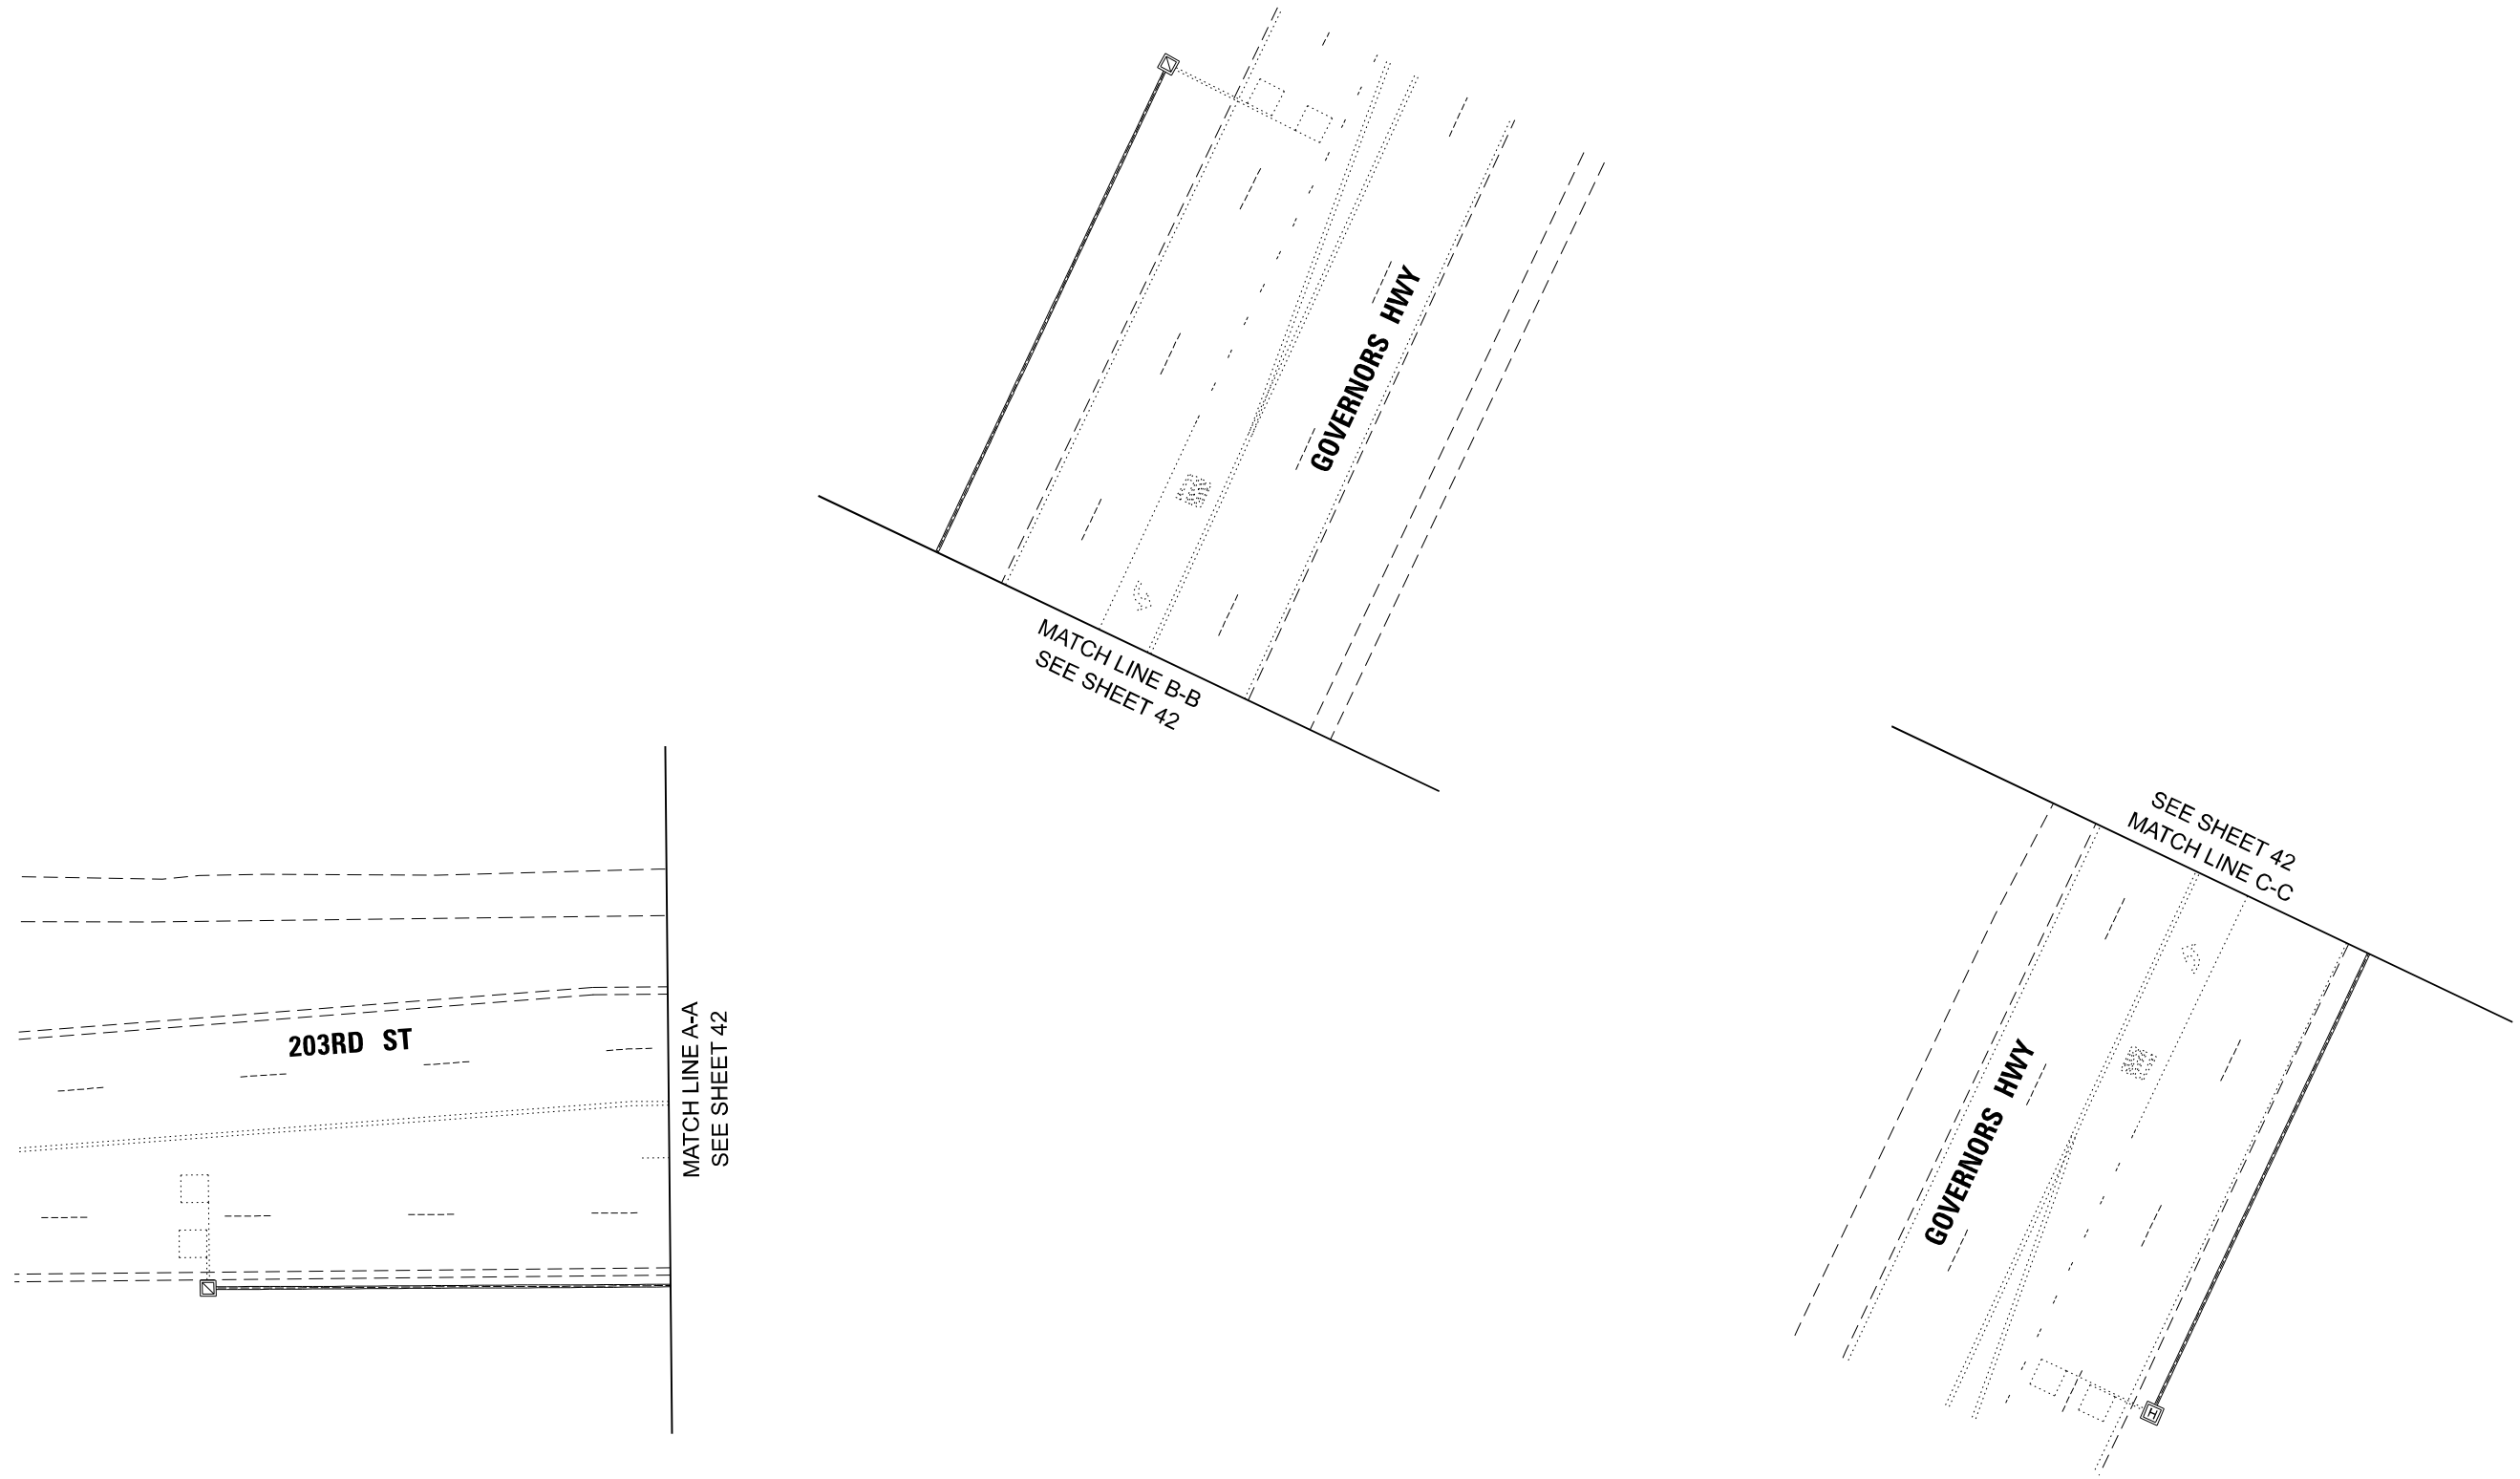 GOVERNORS HWY
MATCH LINE B-B
SEE SHEET 42
203RD ST
MATCH LINE A-A
SEE SHEET 42
SEE SHEET 42
MATCH LINE C-C
GOVERNORS HWY
H